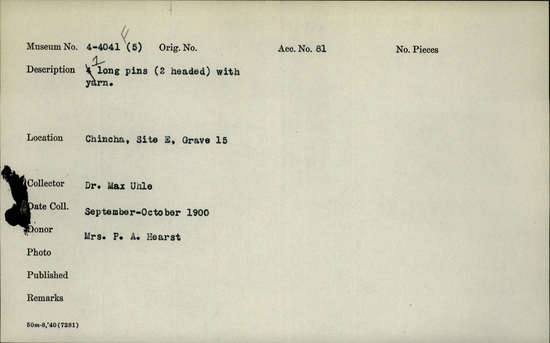 Museum No. 4-4041 (5) Orig. No. Acc. No. 81 No. Pieces
Description long pins (2 headed) with
yarn.
Location Chincha, Site E, Grave 15
Collector Dr. Max Uhle
Date Coll. September-October 1900
Donor Mrs. P. A. Hearst
Photo
Published
Remarks
50m-8,'40(7281)